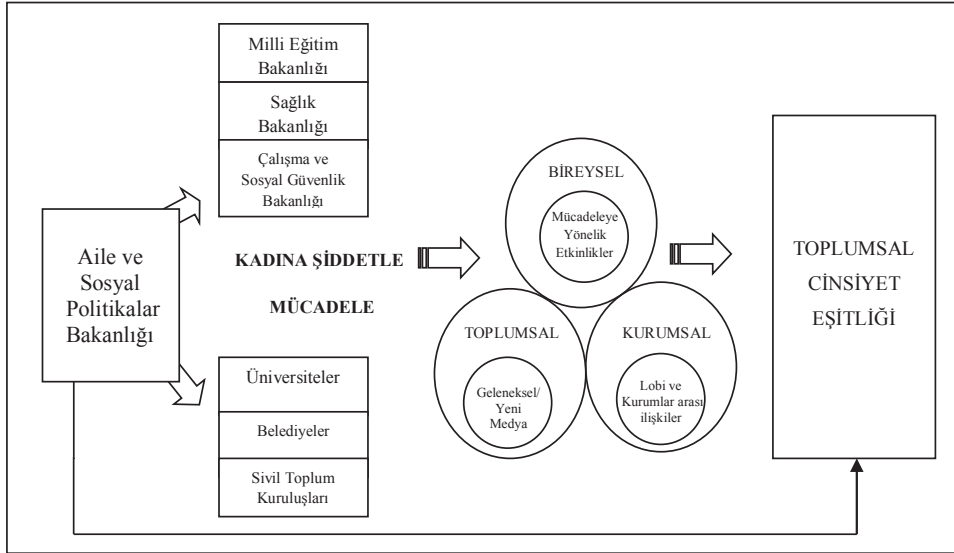 Milli Eğitim
Bakanlığı
Sağlık
Bakanlığı
Çalışma ve
Sosyal Güvenlik
Bakanlığı
Aile ve
Sosyal
Politikalar
Bakanlığı
KADINA ŞİDDETLE
MÜCADELE
Üniversiteler
Belediyeler
Sivil Toplum
Kuruluşları
BİREYSEL
Mücadeleye
Yönelik
Etkinlikler
TOPLUMSAL
Geleneksel/
Yeni
Medya
KURUMSAL
Lobi ve
Kurumlar arası
ilişkiler
TOPLUMSAL
CİNSİYET
EŞİTLİĞİ